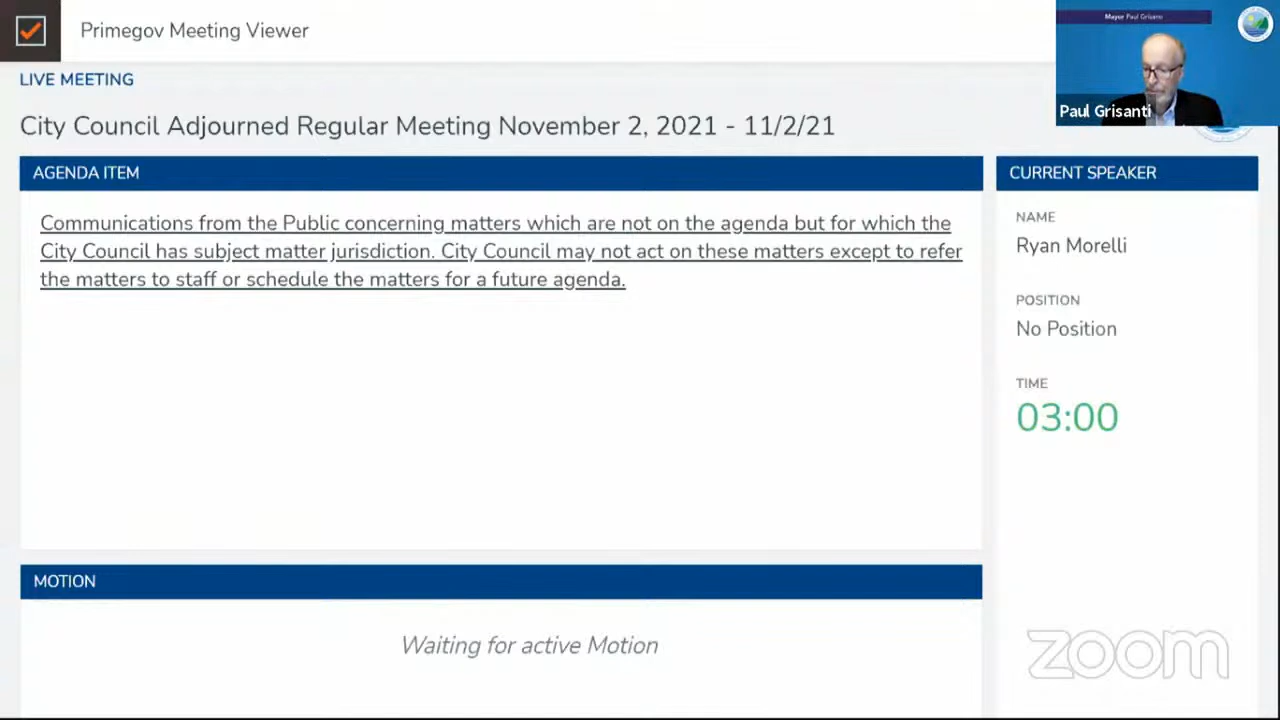 Primegov Meeting Viewer
Mayor Paul Grisanti
Paul Grisanti
LIVE MEETING
City Council Adjourned Regular Meeting November 2, 2021 - 11/2/21
AGENDA ITEM
Communications from the Public concerning matters which are not on the agenda but for which the
City Council has subject matter jurisdiction. City Council may not act on these matters except to refer
the matters to staff or schedule the matters for a future agenda.
CURRENT SPEAKER
NAME
Ryan Morelli
POSITION
No Position
TIME
03:00
MOTION
Waiting for active Motion
zoom